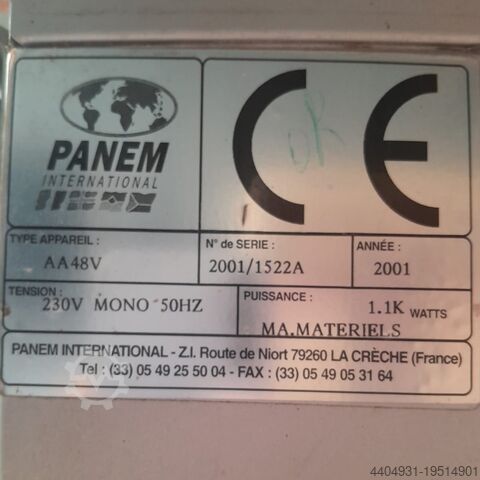 PANEM
INTERNATIONAL
CE
OK
TYPE APPAREIL :
AA48V
N° de SERIE :
2001/1522A
ANNÉE :
2001
TENSION :
230V MONO 50HZ
PUISSANCE :
1.1K WATTS
MA.MATERIELS
PANEM INTERNATIONAL - Z.I. Route de Niort 79260 LA CRÈCHE (France)
Tel : (33) 05 49 25 50 04 - FAX : (33) 05 49 05 31 64
4404931-19514901